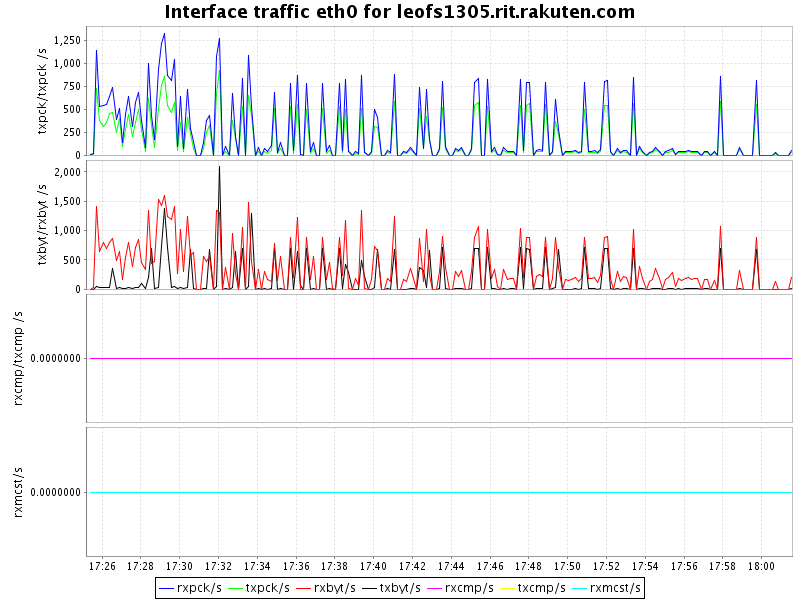 Interface traffic eth0 for leofs1305.rit.rakuten.com
txpck/txpck /s
1,250
1,000
750
500
250
0
txbyt/rxbyt /s
2,000
1,500
1,000
500
0
rxcmp/txcmp /s
0.0000000
rxmcst/s
0.0000000
17:26 17:28 17:30 17:32 17:34 17:36 17:38 17:40 17:42 17:44 17:46 17:48 17:50 17:52 17:54 17:56 17:58 18:00
rxpck/s txpck/s rxbyt/s txbyt/s rxcmp/s txcmp/s rxmcst/s